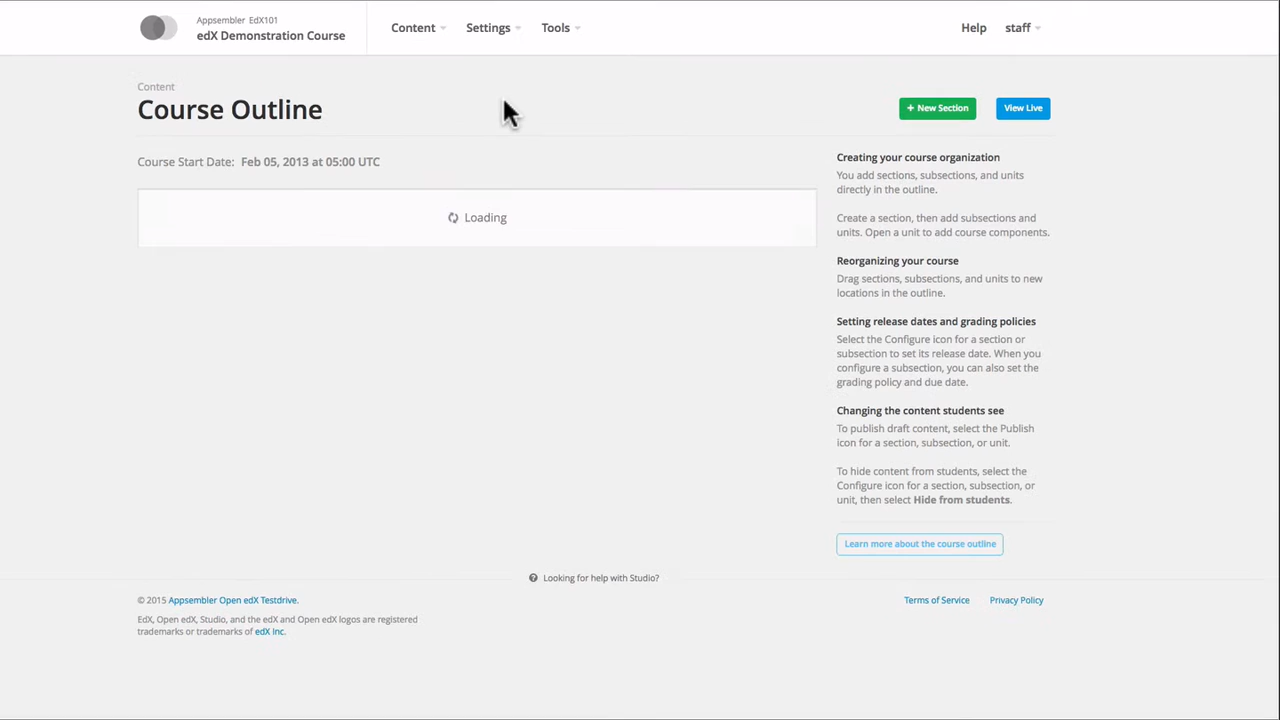 Appsembler EdX101
edX Demonstration Course
Content
Settings
Tools
Help
staff
Content
Course Outline
+ New Section
View Live
Course Start Date: Feb 05, 2013 at 05:00 UTC
Loading
Creating your course organization
You add sections, subsections, and units
directly in the outline.
Create a section, then add subsections and
units. Open a unit to add course components.
Reorganizing your course
Drag sections, subsections, and units to new
locations in the outline.
Setting release dates and grading policies
Select the Configure icon for a section or
subsection to set its release date. When you
configure a subsection, you can also set the
grading policy and due date.
Changing the content students see
To publish draft content, select the Publish
icon for a section, subsection, or unit.
To hide content from students, select the
Configure icon for a section, subsection, or
unit, then select Hide from students.
Learn more about the course outline
Looking for help with Studio?
© 2015 Appsembler Open edX Testdrive.
Terms of Service
Privacy Policy
EdX, Open edX, Studio, and the edX and Open edX logos are registered
trademarks or trademarks of edX Inc.